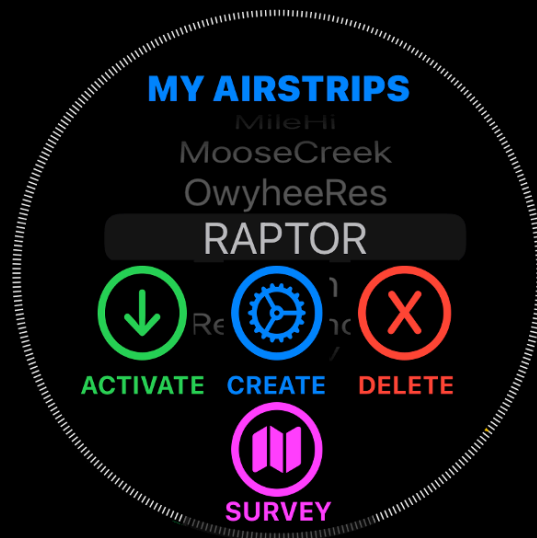 MY AIRSTRIPS
MileHi
MooseCreek
OwyheeRes
RAPTOR
ACTIVATE CREATE DELETE
SURVEY